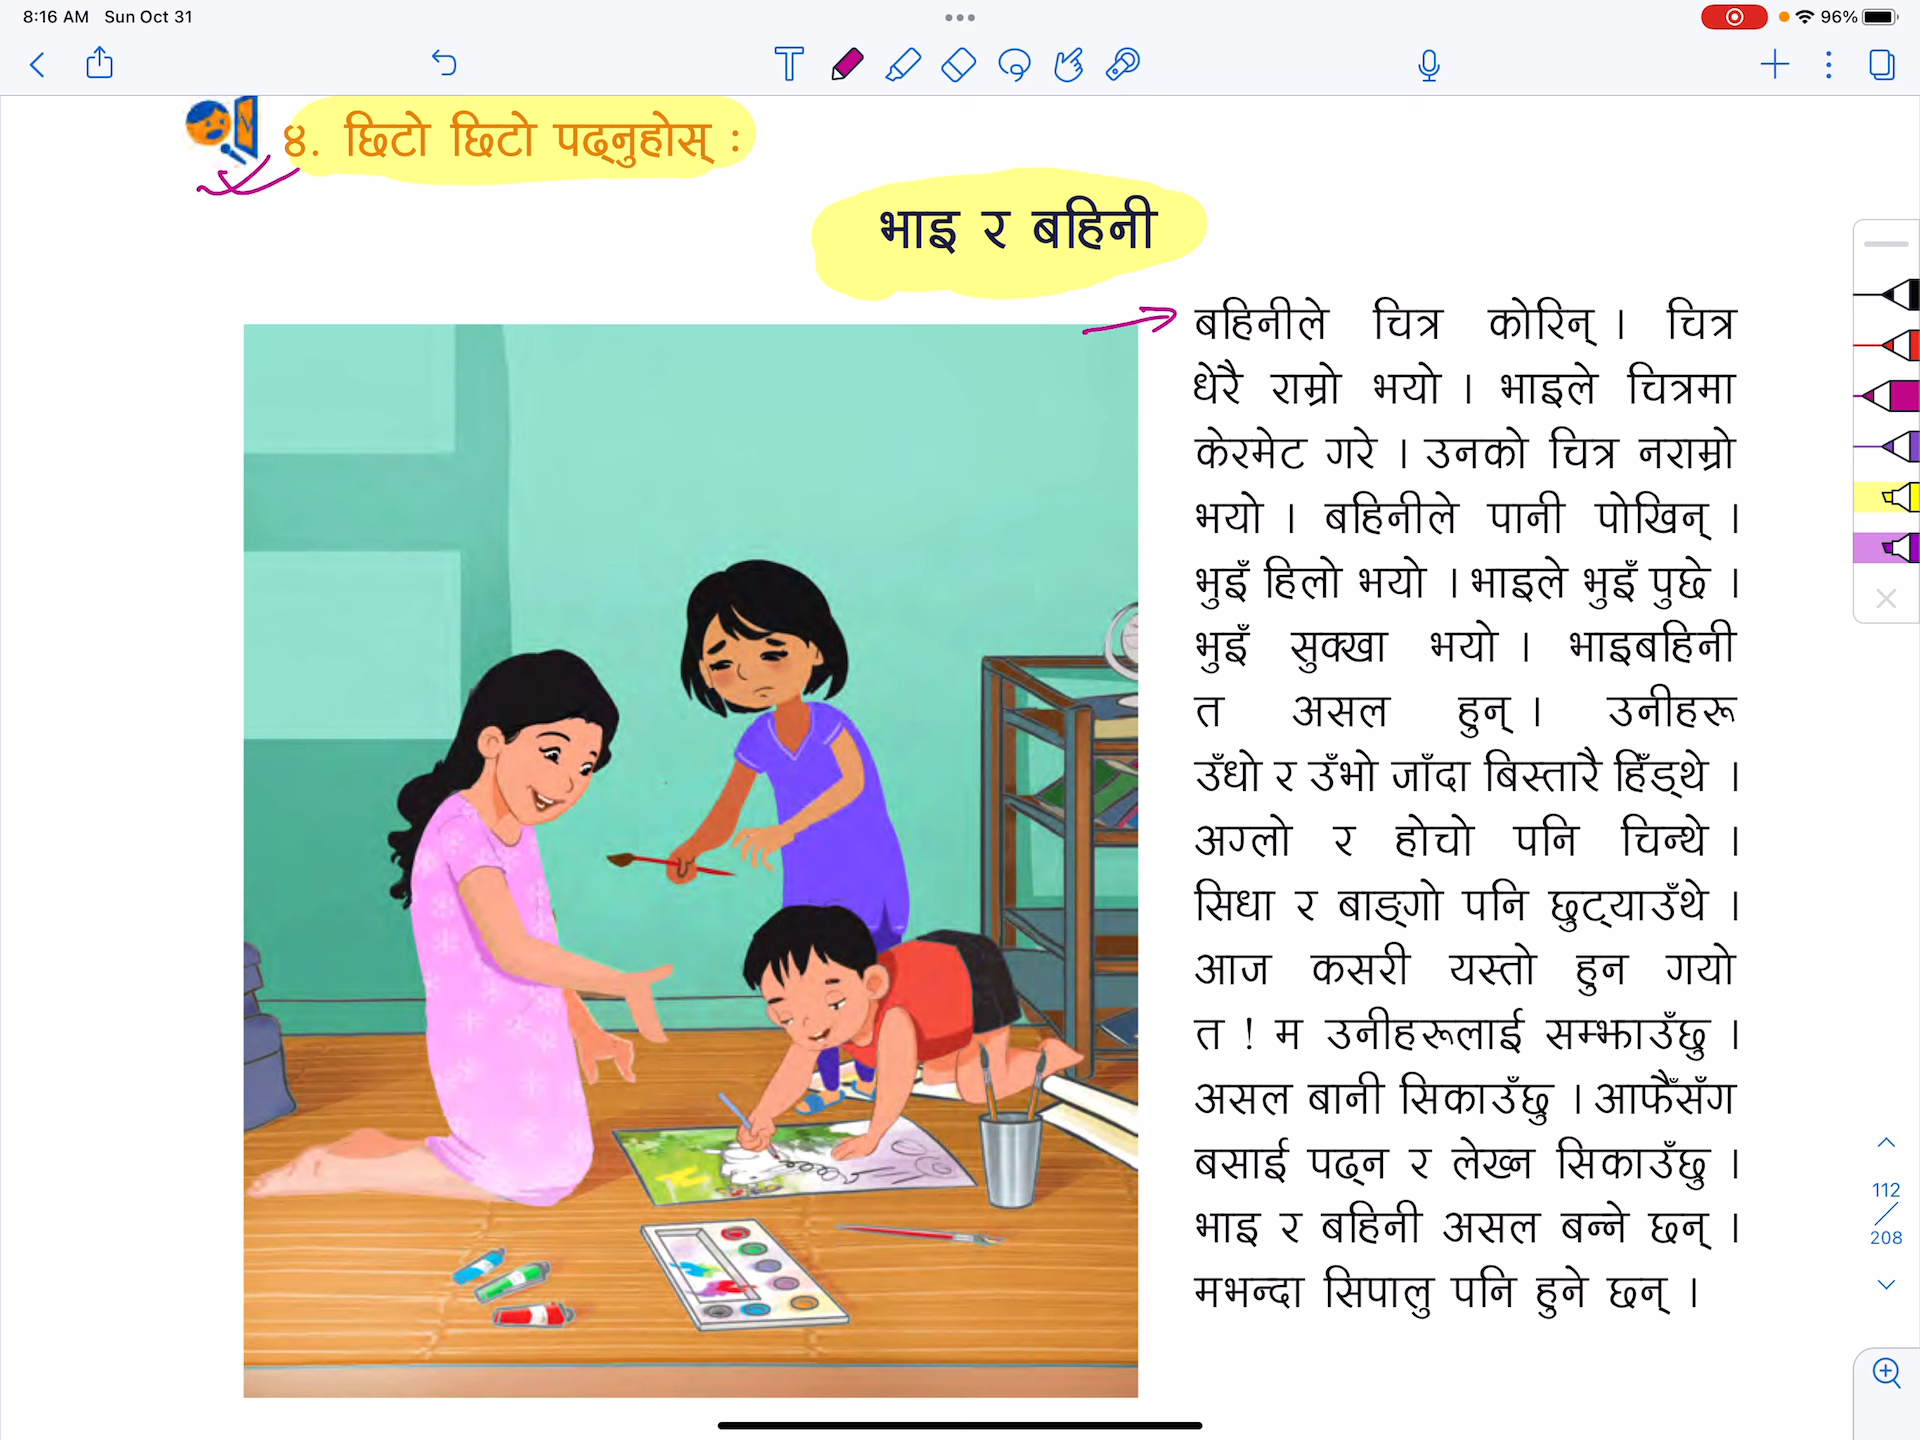 8:16 AM Sun Oct 31
96%
४. छिटो छिटो पढ्नुहोस् :
भाइ र बहिनी
बहिनीले चित्र कोरिन् । चित्र
धेरै राम्रो भयो । भाइले चित्रमा
केरमेट गरे । उनको चित्र नराम्रो
भयो । बहिनीले पानी पोखिन् ।
भुइँ हिलो भयो । भाइले भुइँ पुछे ।
भुइँ सुक्खा भयो । भाइबहिनी
त असल हुन् । उनीहरू
उँधो र उँभो जाँदा बिस्तारै हिँड्थे ।
अग्लो र होचो पनि चिन्थे ।
सिधा र बाङ्गो पनि छुट्याउँथे ।
आज कसरी यस्तो हुन गयो
त ! म उनीहरूलाई सम्झाउँछु ।
असल बानी सिकाउँछु । आफैँसँग
बसाई पढ्न र लेख्न सिकाउँछु ।
भाइ र बहिनी असल बन्ने छन् ।
मभन्दा सिपालु पनि हुने छन् ।
112
208